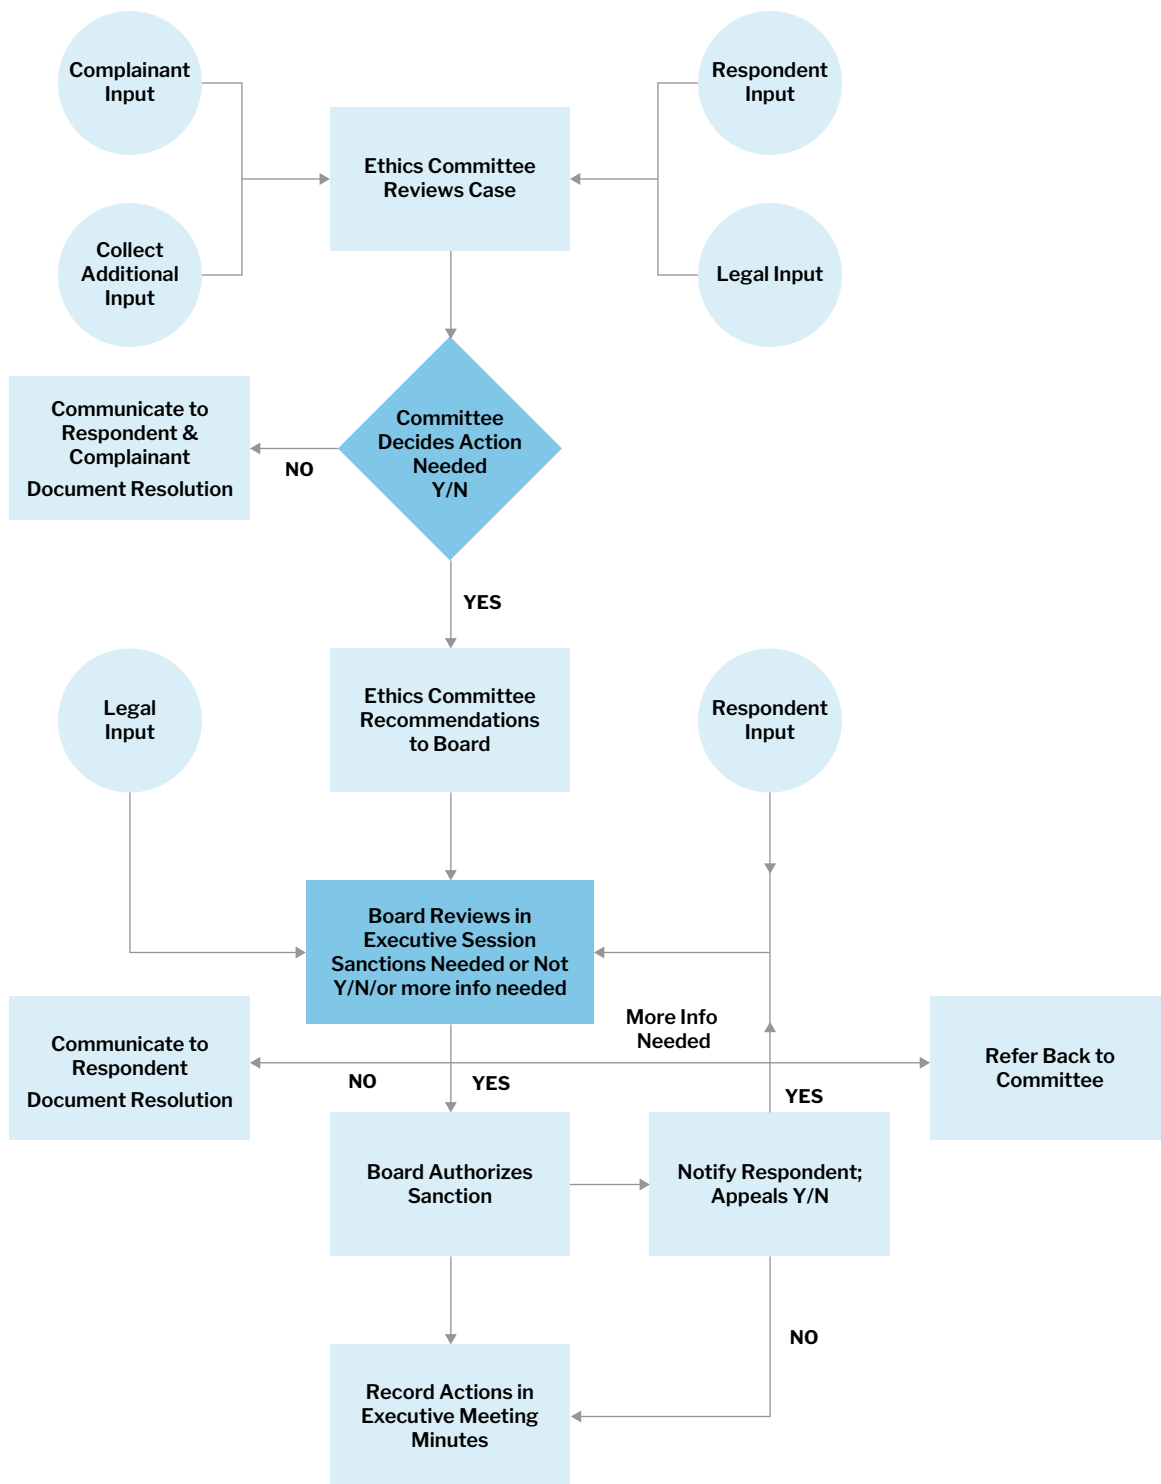 Complainant
Input
Respondent
Input
Ethics Committee
Reviews Case
Collect
Additional
Input
Legal Input
Communicate to
Respondent &
Complainant
Document Resolution
NO
Committee
Decides Action
Needed
Y/N
YES
Legal
Input
Ethics Committee
Recommendations
to Board
Respondent
Input
Board Reviews in
Executive Session
Sanctions Needed or Not
Y/N/or more info needed
Communicate to
Respondent
Document Resolution
NO
YES
More Info
Needed
YES
Refer Back to
Committee
Board Authorizes
Sanction
Notify Respondent;
Appeals Y/N
NO
Record Actions in
Executive Meeting
Minutes